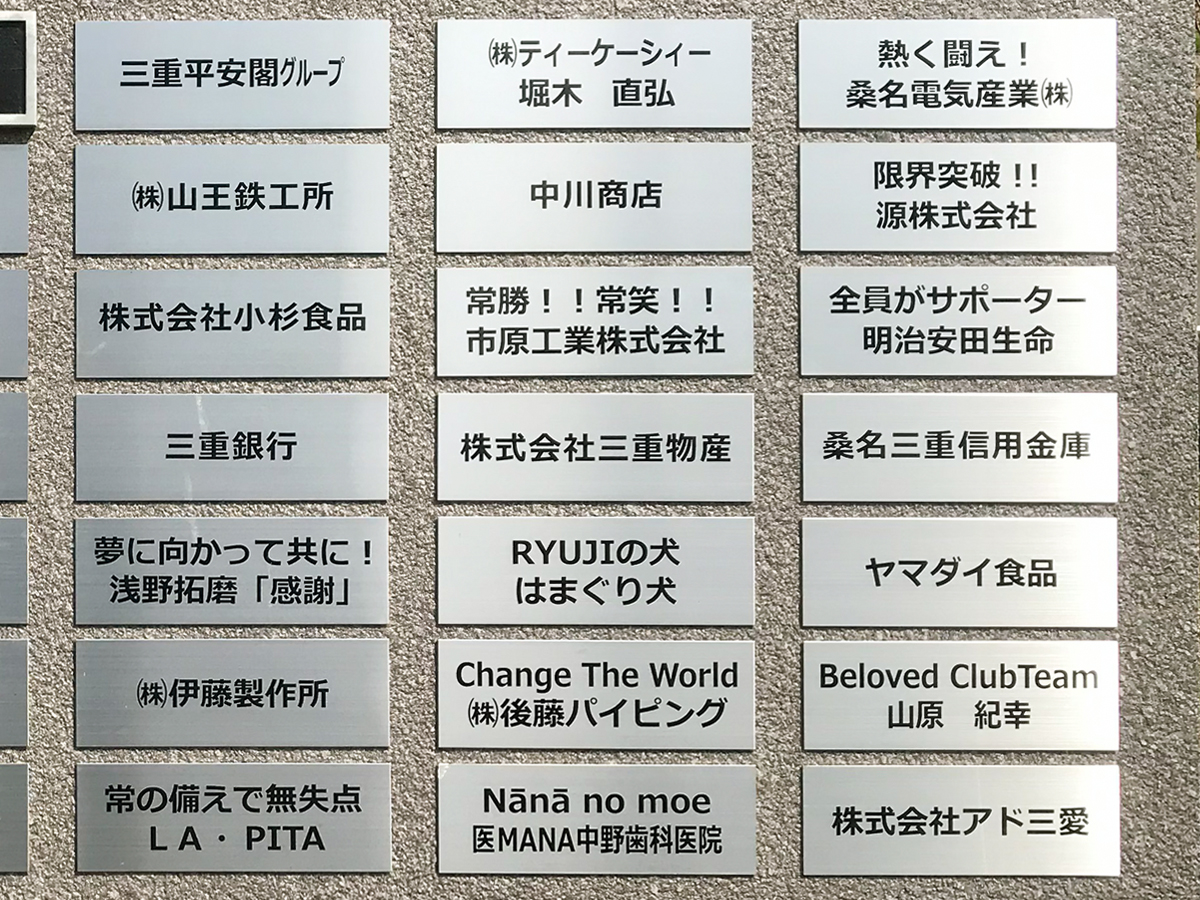 三重平安閣グループ
㈱ティーケーシィー
堀木　直弘
熱く闘え！
桑名電気産業㈱
㈱山王鉄工所
中川商店
限界突破！！
源株式会社
株式会社小杉食品
常勝！！常笑！！
市原工業株式会社
全員がサポーター
明治安田生命
三重銀行
株式会社三重物産
桑名三重信用金庫
夢に向かって共に！
浅野拓磨「感謝」
RYUJIの犬
はまぐり犬
ヤマダイ食品
㈱伊藤製作所
Change The World
㈱後藤パイピング
Beloved ClubTeam
山原　紀幸
常の備えで無失点
ＬＡ・PITA
Nānā no moe
医MANA中野歯科医院
株式会社アド三愛